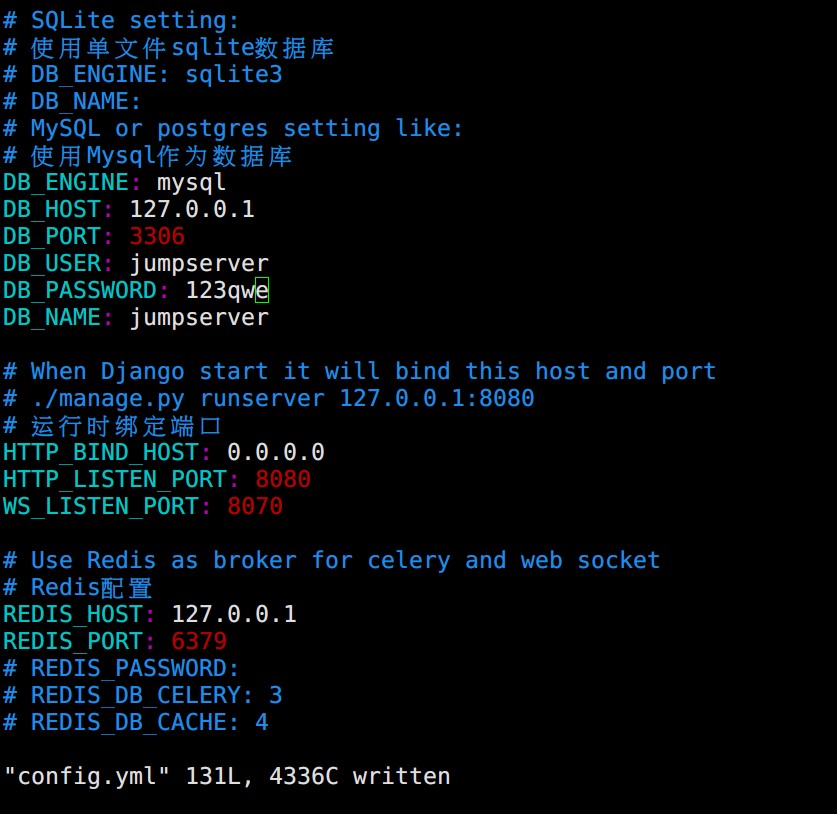 # SQLite setting:
# 使用单文件sqlite数据库
# DB_ENGINE: sqlite3
# DB_NAME:
# MySQL or postgres setting like:
# 使用Mysql作为数据库
DB_ENGINE: mysql
DB_HOST: 127.0.0.1
DB_PORT: 3306
DB_USER: jumpserver
DB_PASSWORD: 123qwe
DB_NAME: jumpserver

# When Django start it will bind this host and port
# ./manage.py runserver 127.0.0.1:8080
# 运行时绑定端口
HTTP_BIND_HOST: 0.0.0.0
HTTP_LISTEN_PORT: 8080
WS_LISTEN_PORT: 8070

# Use Redis as broker for celery and web socket
# Redis配置
REDIS_HOST: 127.0.0.1
REDIS_PORT: 6379
# REDIS_PASSWORD:
# REDIS_DB_CELERY: 3
# REDIS_DB_CACHE: 4

"config.yml" 131L, 4336C written